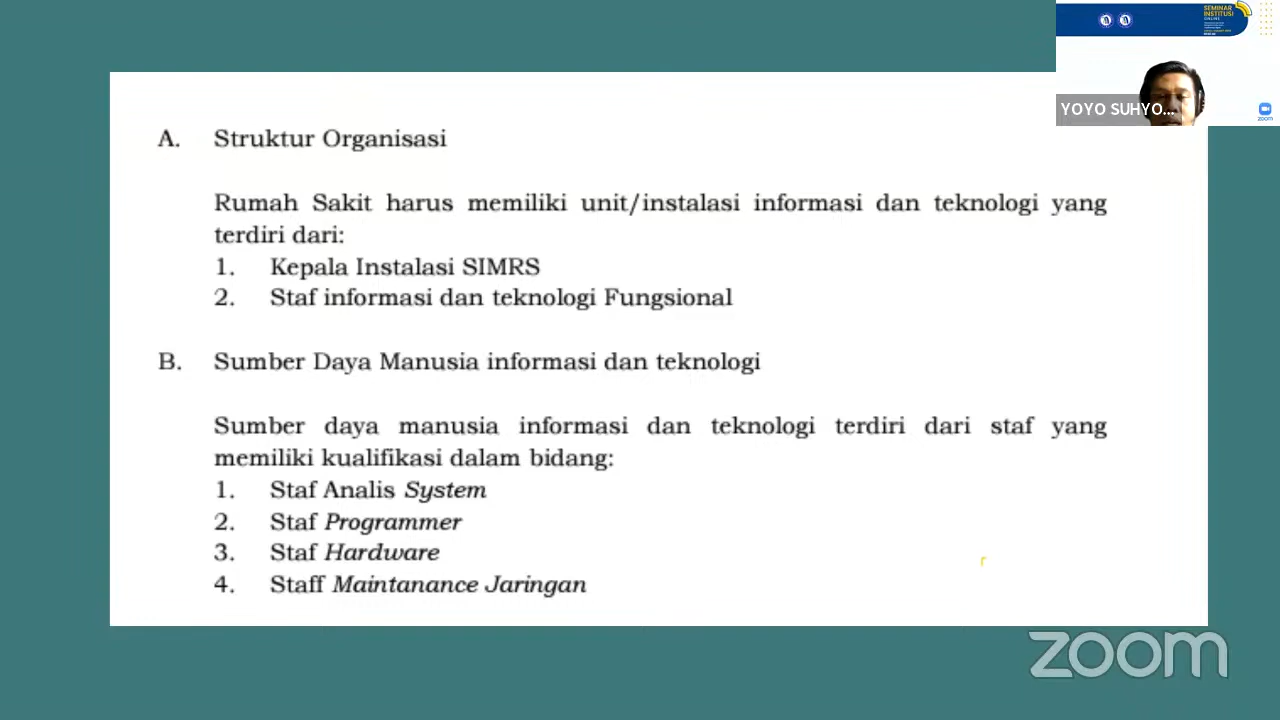 SEMINAR
INSTITUSI
YOYO SUHYO...
zoom
A. Struktur Organisasi
Rumah Sakit harus memiliki unit/instalasi informasi dan teknologi yang
terdiri dari:
1. Kepala Instalasi SIMRS
2. Staf informasi dan teknologi Fungsional
B. Sumber Daya Manusia informasi dan teknologi
Sumber daya manusia informasi dan teknologi terdiri dari staf yang
memiliki kualifikasi dalam bidang:
1. Staf Analis System
2. Staf Programmer
3. Staf Hardware
4. Staff Maintanance Jaringan
zoom